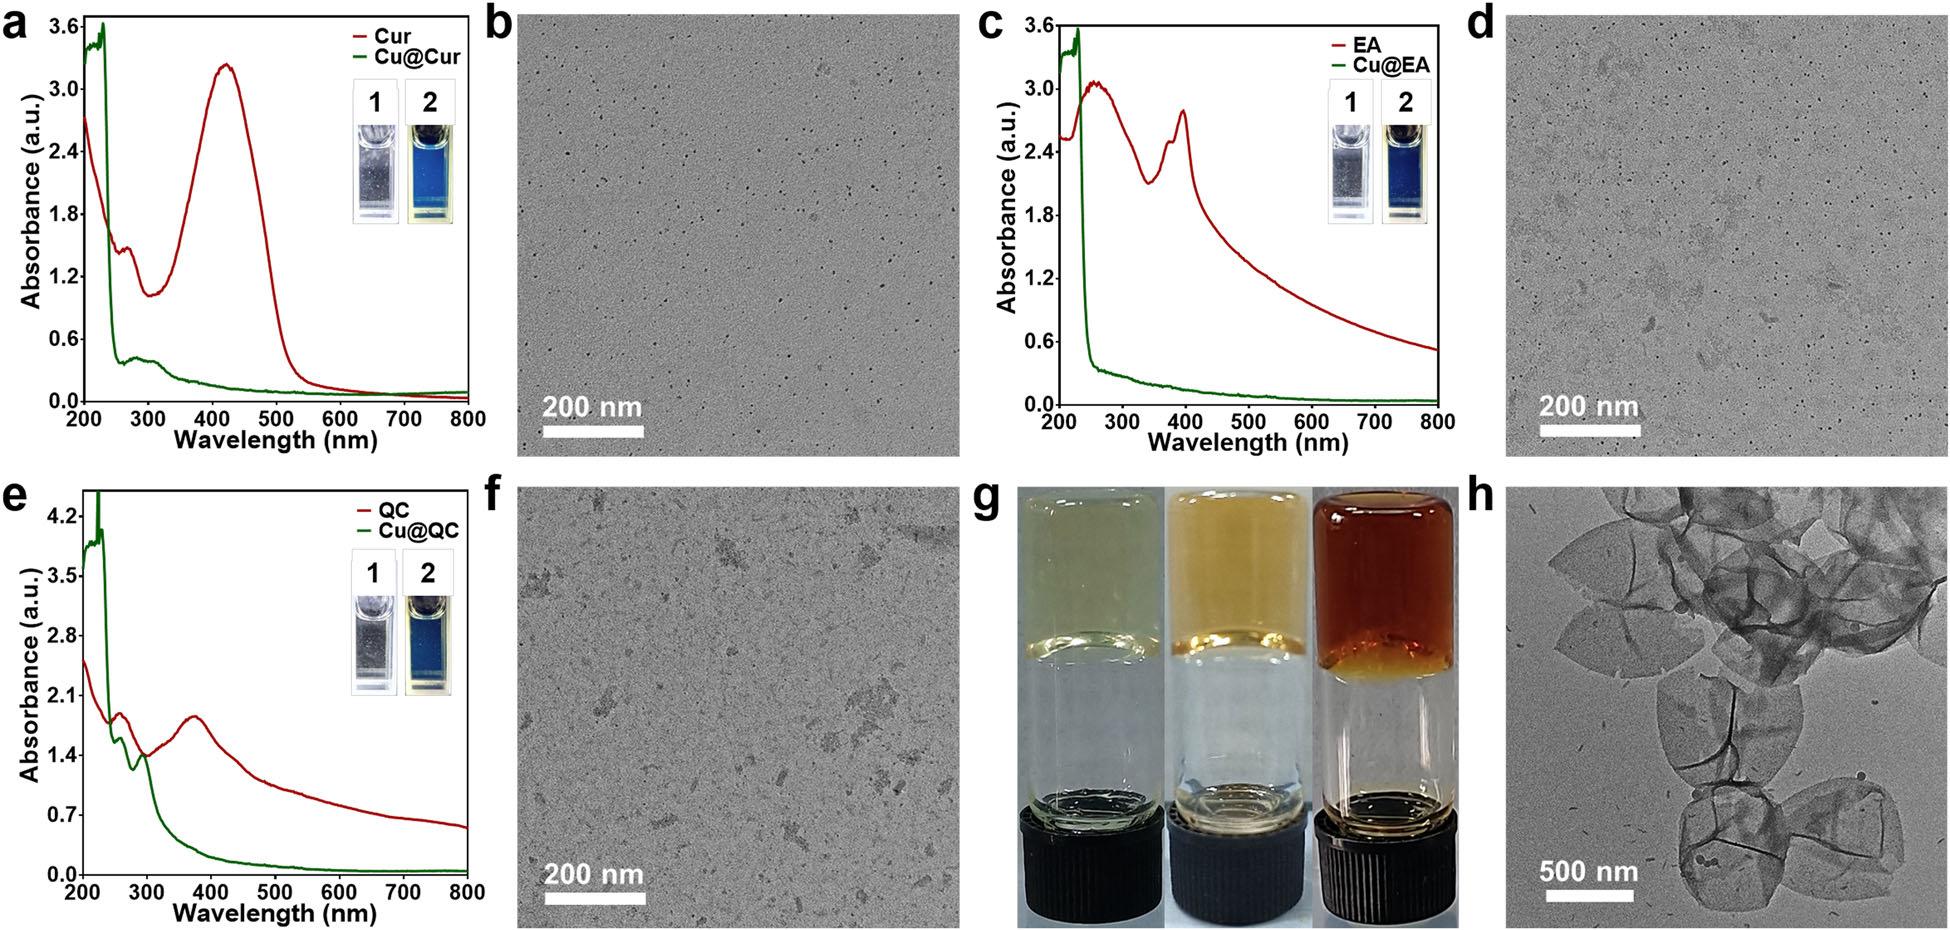 a
3.6
3.0
2.4
1.8
1.2
0.6
0.0
200 300 400 500 600 700 800
Wavelength (nm)
Absorbance (a.u.)
Cur
Cu@Cur
1 2
b
200 nm
c
3.6
3.0
2.4
1.8
1.2
0.6
0.0
200 300 400 500 600 700 800
Wavelength (nm)
Absorbance (a.u.)
EA
Cu@EA
1 2
d
200 nm
e
4.2
3.5
2.8
2.1
1.4
0.7
0.0
200 300 400 500 600 700 800
Wavelength (nm)
Absorbance (a.u.)
QC
Cu@QC
1 2
f
200 nm
g
h
500 nm